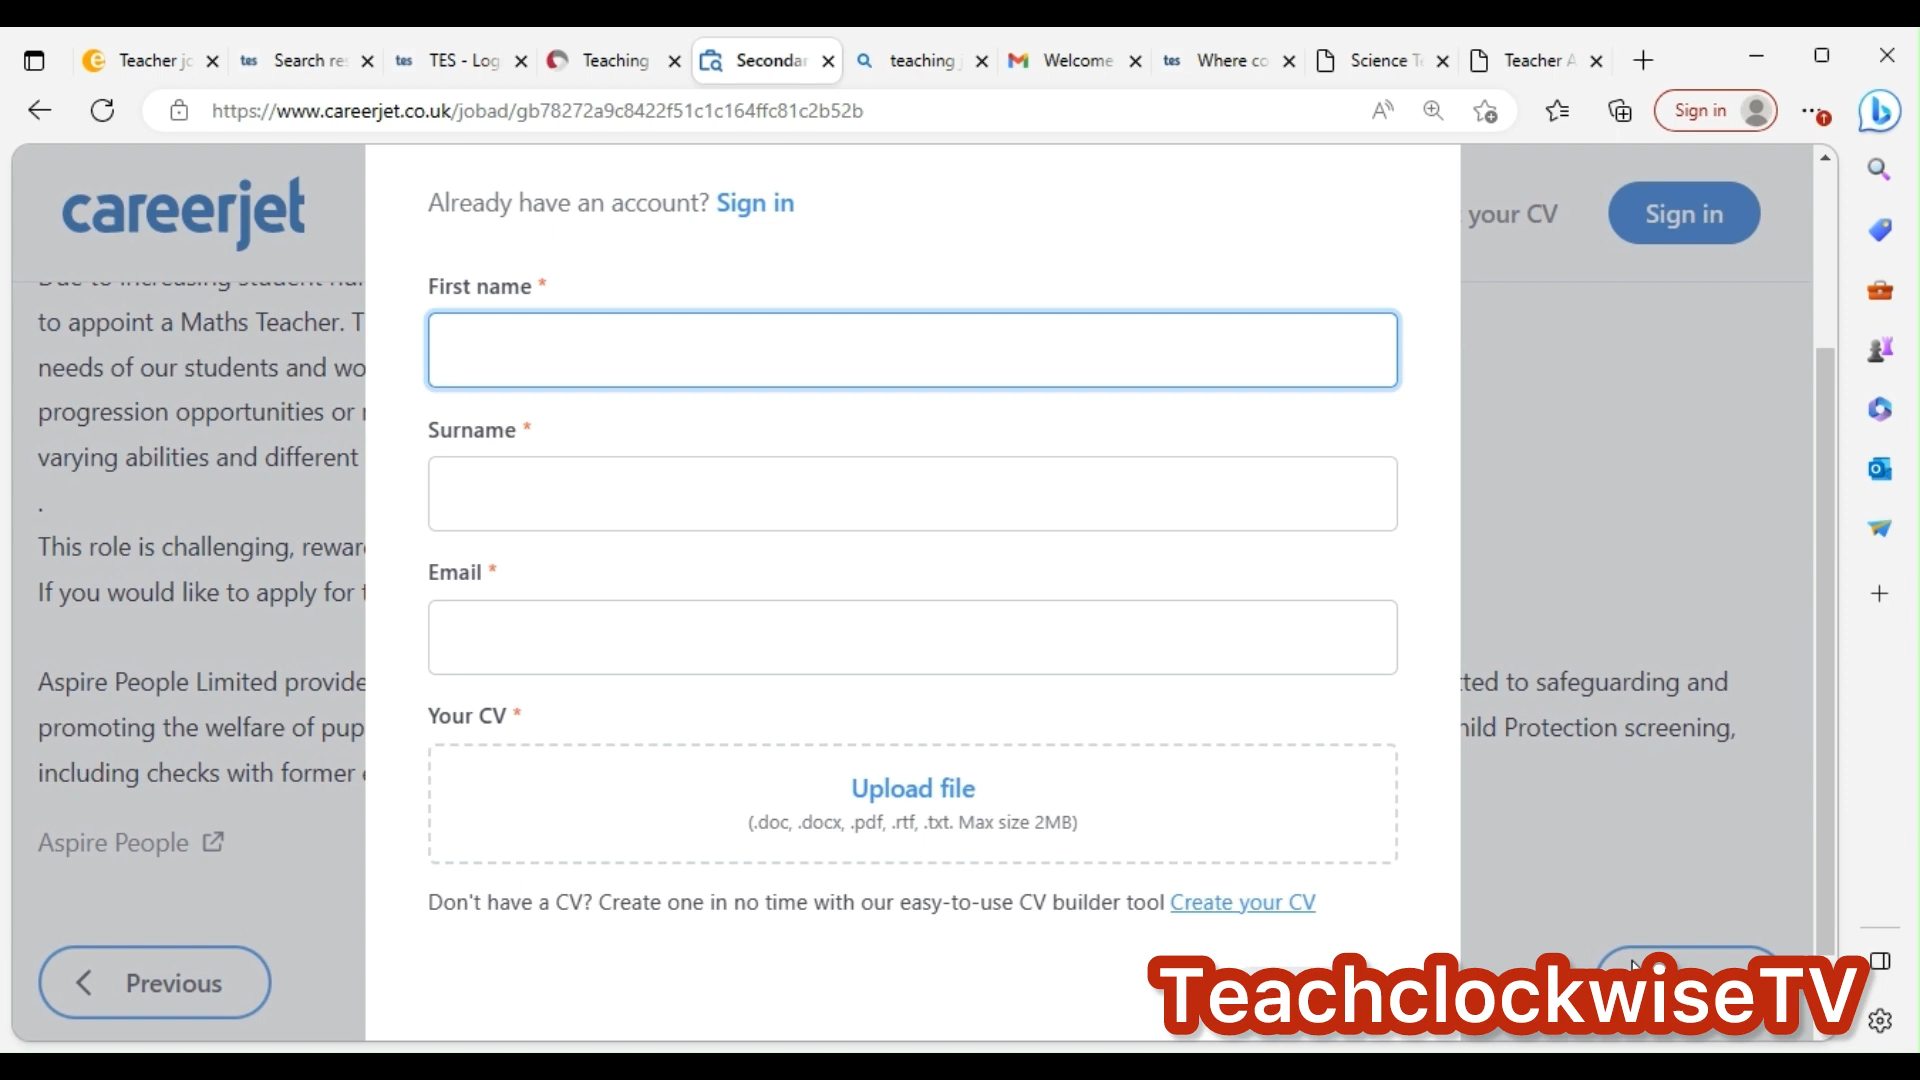 Teacher jo
tes Search re
tes TES - Log
Teaching
Secondar
teaching j
Welcome
tes Where co
Science Te
Teacher A
https://www.careerjet.co.uk/jobad/gb78272a9c8422f51c1c164ffc81c2b52b
Sign in
careerjet
Already have an account? Sign in
your CV
Sign in
First name *
to appoint a Maths Teacher. T
needs of our students and wo
progression opportunities or
Surname *
varying abilities and different
.
This role is challenging, rewar
Email *
If you would like to apply for
Aspire People Limited provide
tted to safeguarding and
Your CV *
promoting the welfare of pup
hild Protection screening,
including checks with former
Upload file
(.doc, .docx, .pdf, .rtf, .txt. Max size 2MB)
Aspire People
Don't have a CV? Create one in no time with our easy-to-use CV builder tool Create your CV
Previous
TeachclockwiseTV